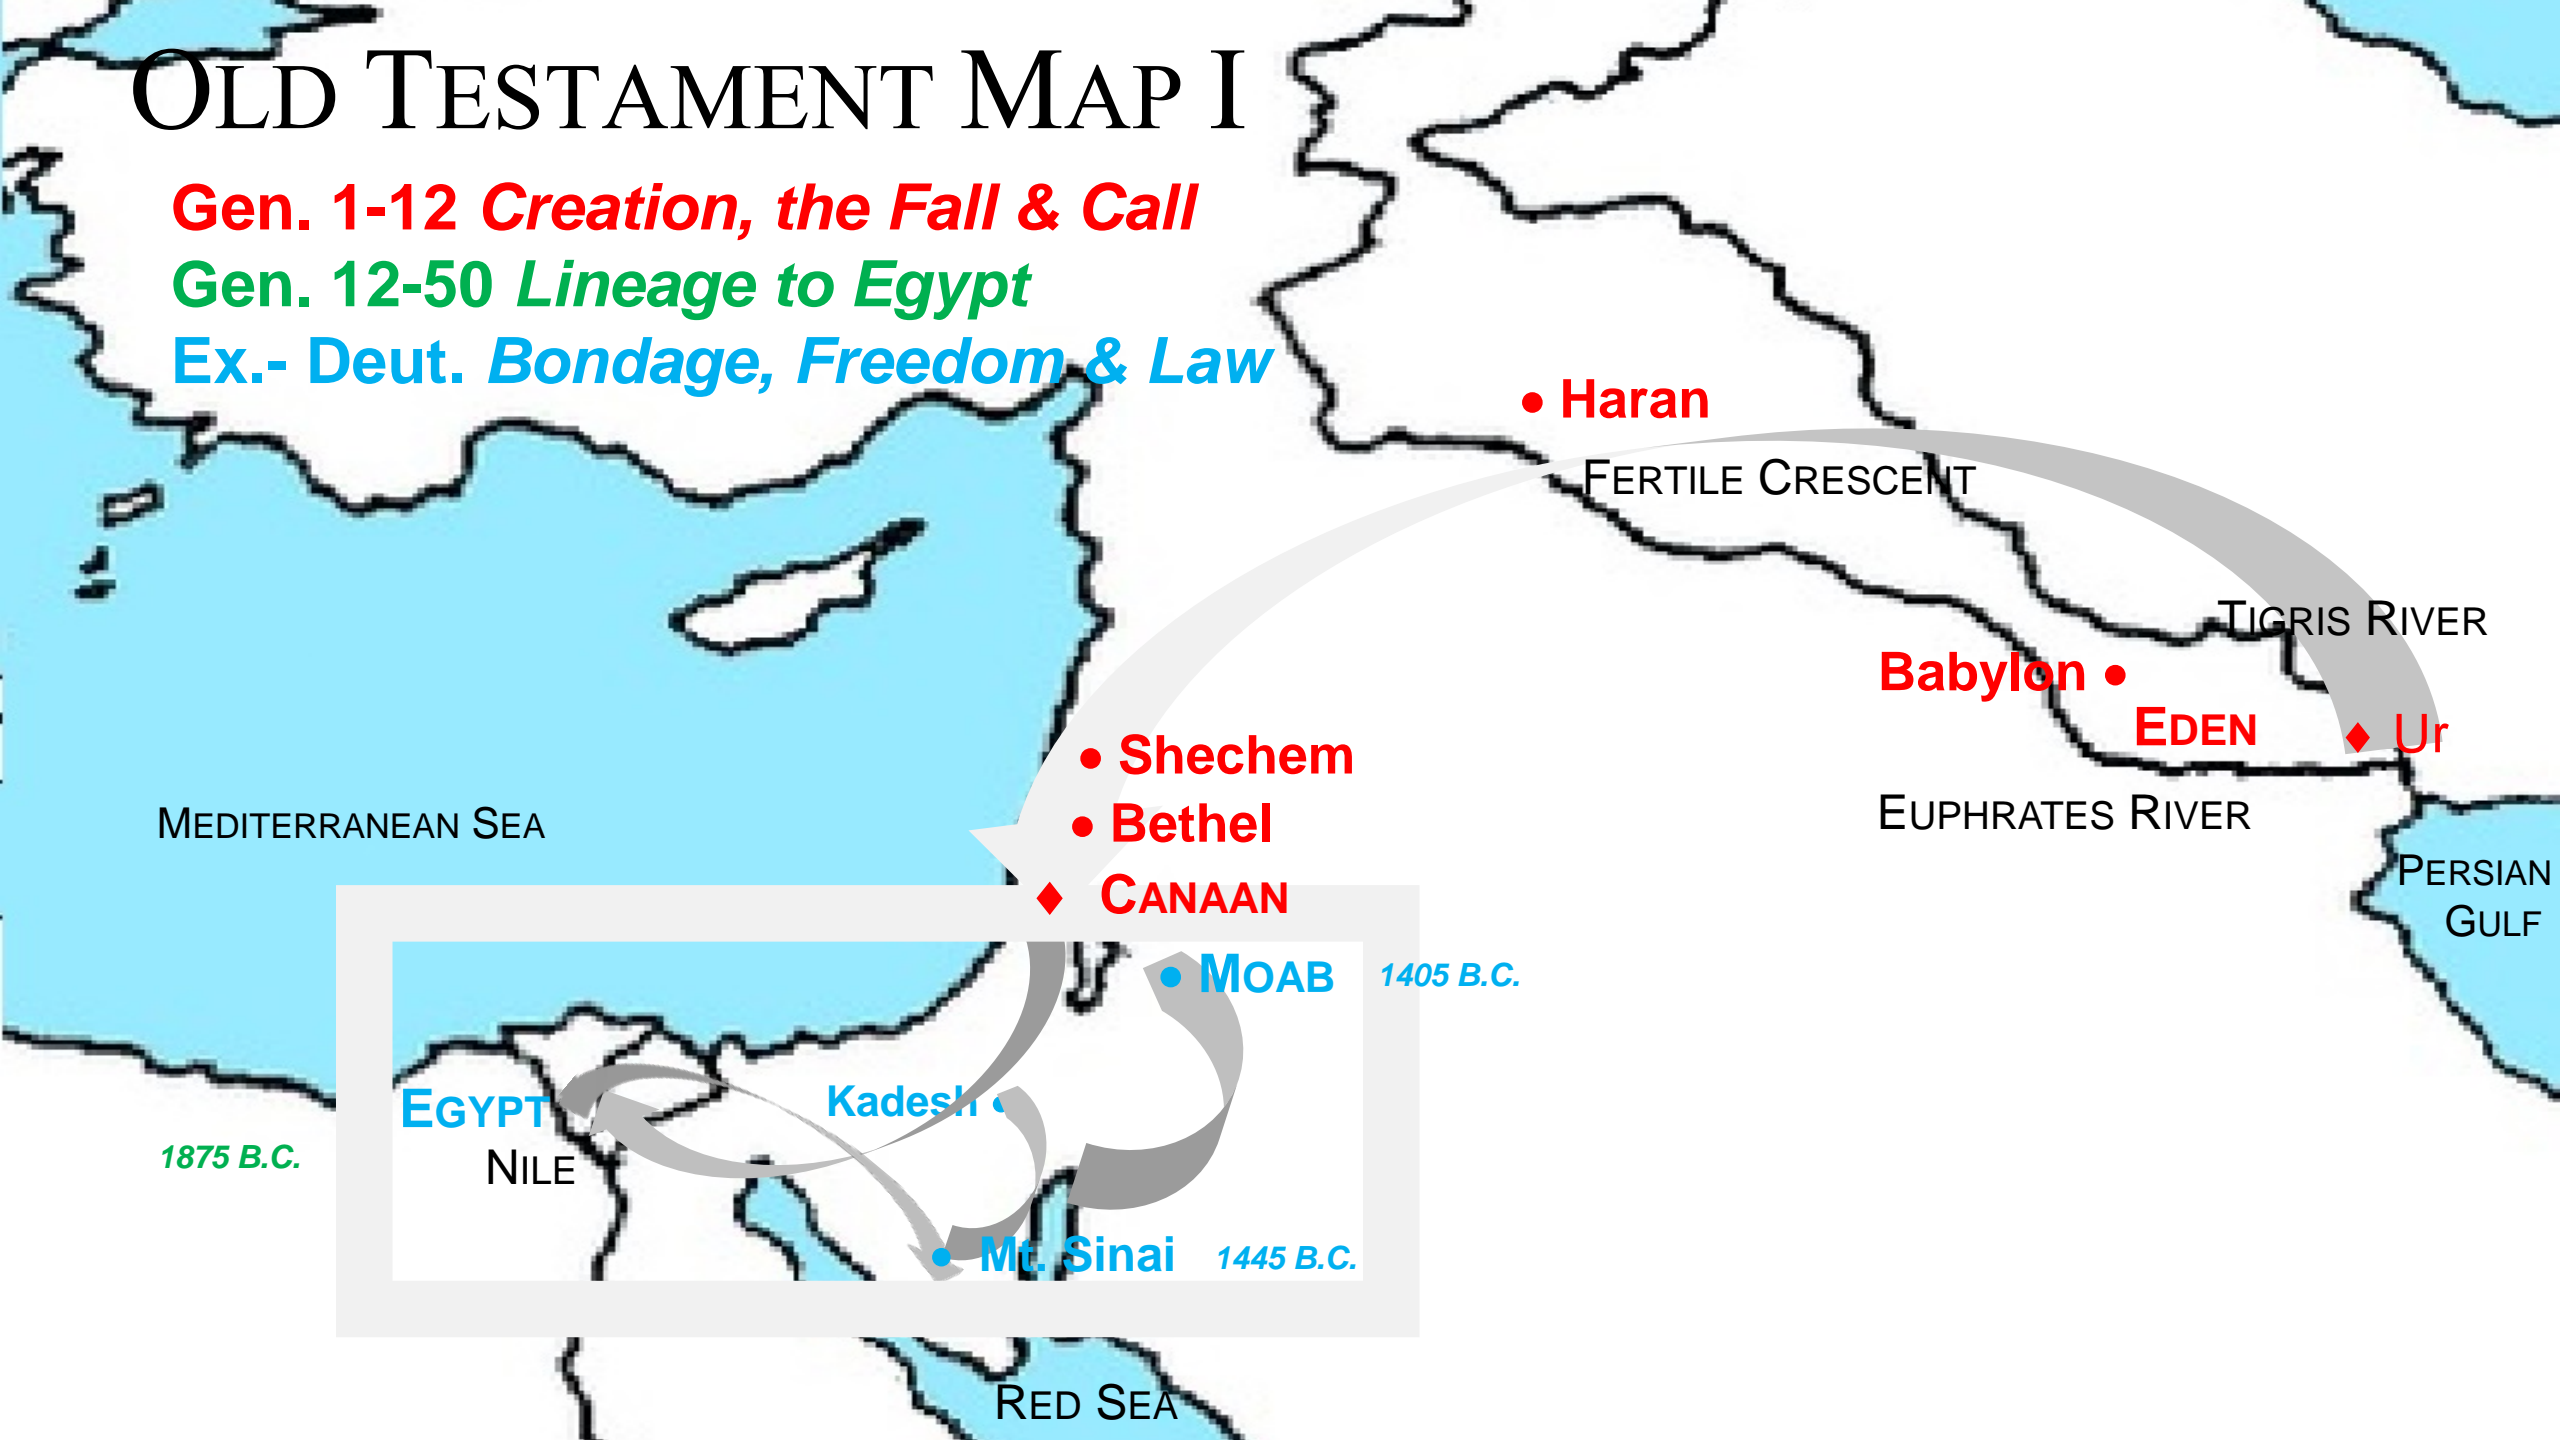 OLD TESTAMENT MAP I
Gen. 1-12 Creation, the Fall & Call
Gen. 12-50 Lineage to Egypt
Ex.- Deut. Bondage, Freedom & Law
• Haran
FERTILE CRESCENT
TIGRIS RIVER
Babylon •
EDEN
♦ Ur
• Shechem
MEDITERRANEAN SEA
• Bethel
EUPHRATES RIVER
PERSIAN
GULF
♦ CANAAN
• MOAB
1405 B.C.
Kadesh •
EGYPT
1875 B.C.
NILE
• Mt. Sinai
1445 B.C.
RED SEA